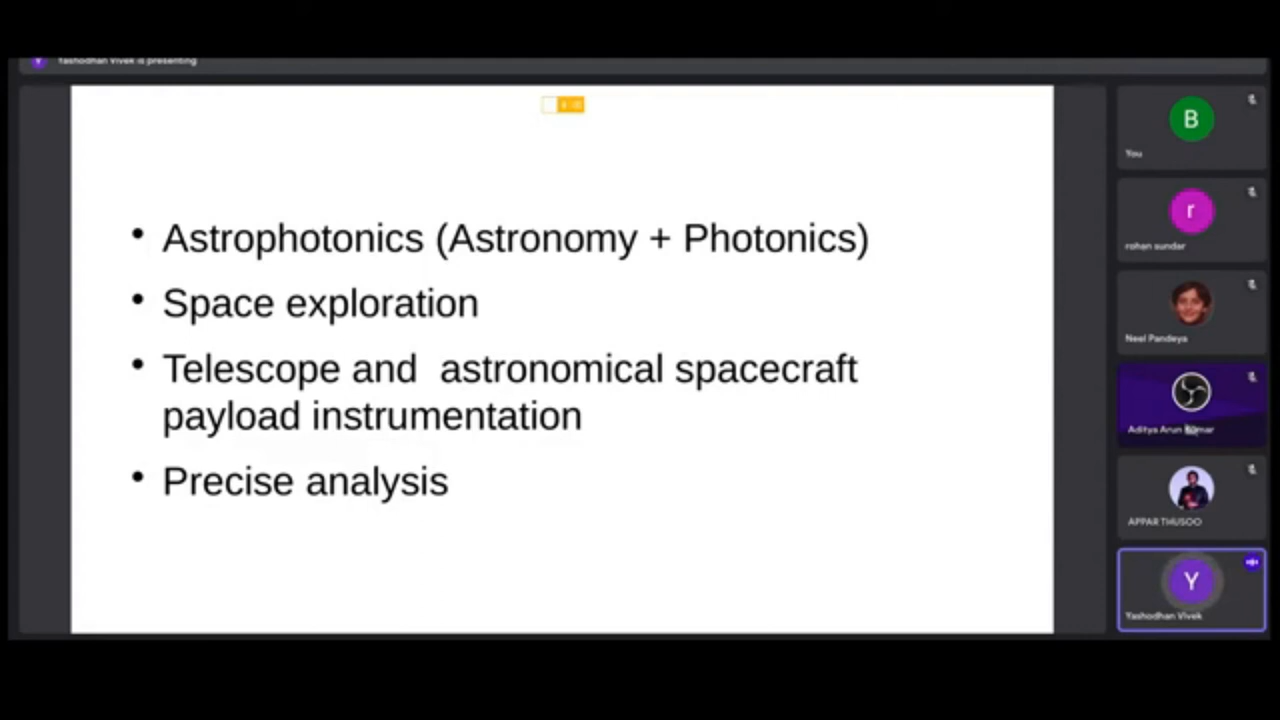 Yashodhan Vivek is presenting
• Astrophotonics (Astronomy + Photonics)
• Space exploration
• Telescope and  astronomical spacecraft
payload instrumentation
• Precise analysis
B
You
r
rohan sundar
Neel Pandeya
Aditya Arun Kumar
APPAR THUSOO
Y
Yashodhan Vivek